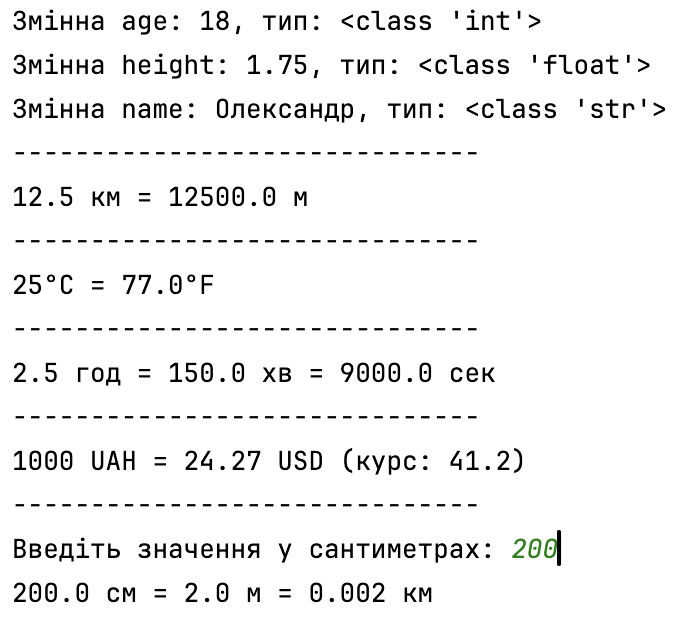 Змінна age: 18, тип: <class 'int'>
Змінна height: 1.75, тип: <class 'float'>
Змінна name: Олександр, тип: <class 'str'>
------------------------------
12.5 км = 12500.0 м
------------------------------
25°C = 77.0°F
------------------------------
2.5 год = 150.0 хв = 9000.0 сек
------------------------------
1000 UAH = 24.27 USD (курс: 41.2)
------------------------------
Введіть значення у сантиметрах: 200
200.0 см = 2.0 м = 0.002 км